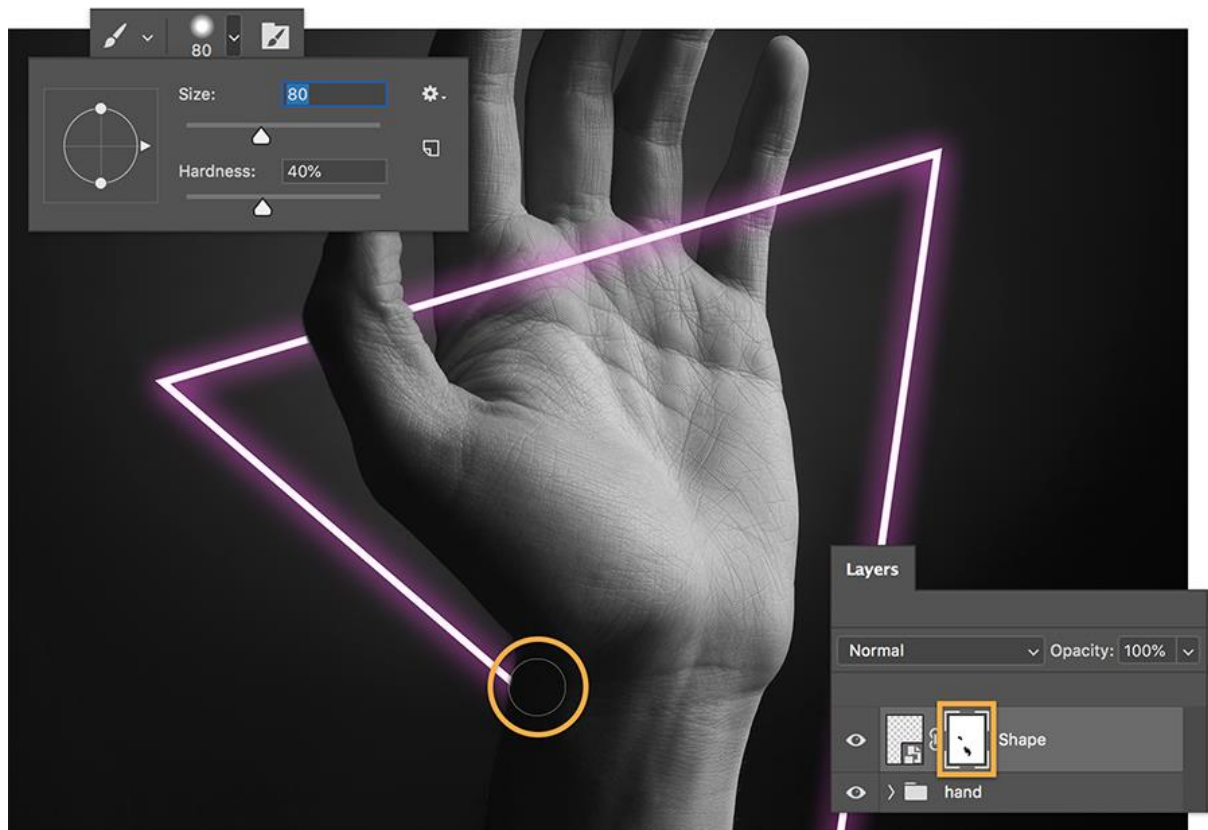 80
Size: 80
Hardness: 40%
Layers
Normal Opacity: 100%
Shape
hand